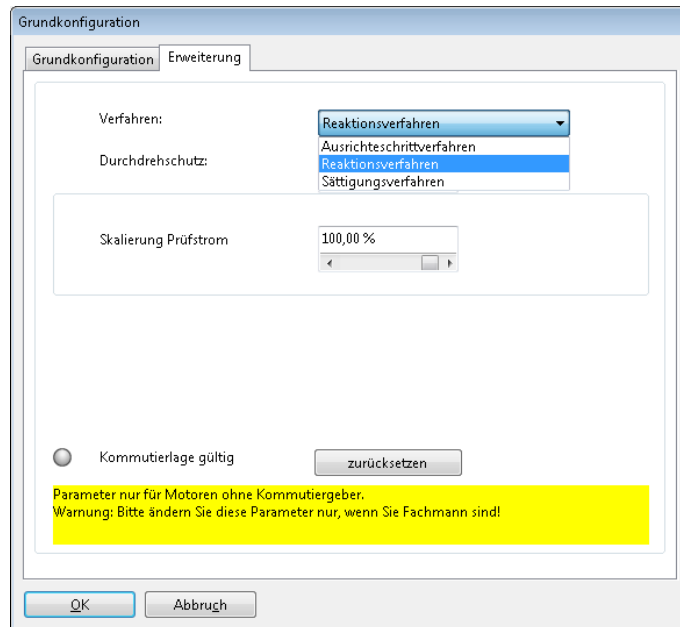 Grundkonfiguration
Grundkonfiguration Erweiterung
Verfahren: Reaktionsverfahren
Ausrichteschrittverfahren
Durchdrehschutz: Reaktionsverfahren
Sättigungsverfahren
Skalierung Prüfstrom 100,00 %
Kommutierlage gültig zurücksetzen
Parameter nur für Motoren ohne Kommutiergeber.
Warnung: Bitte ändern Sie diese Parameter nur, wenn Sie Fachmann sind!
OK Abbruch